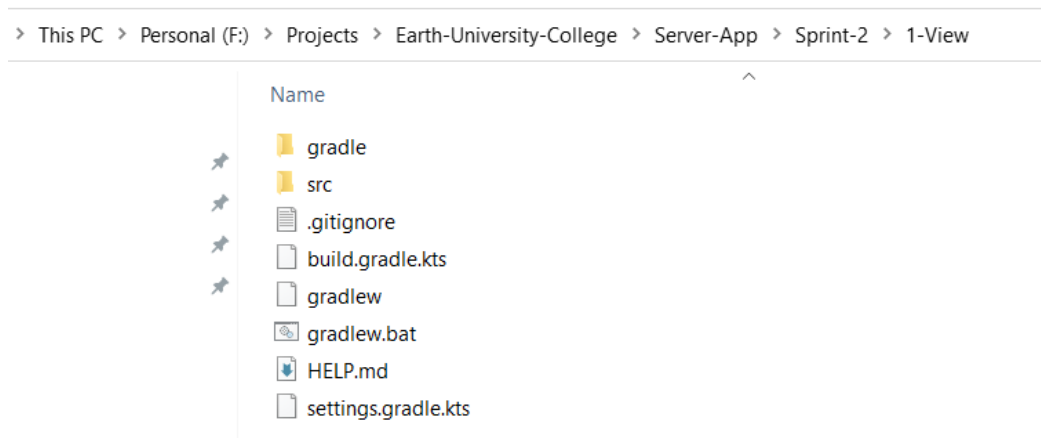 > This PC > Personal (F:) > Projects > Earth-University-College > Server-App > Sprint-2 > 1-View
Name
gradle
src
.gitignore
build.gradle.kts
gradlew
gradlew.bat
HELP.md
settings.gradle.kts